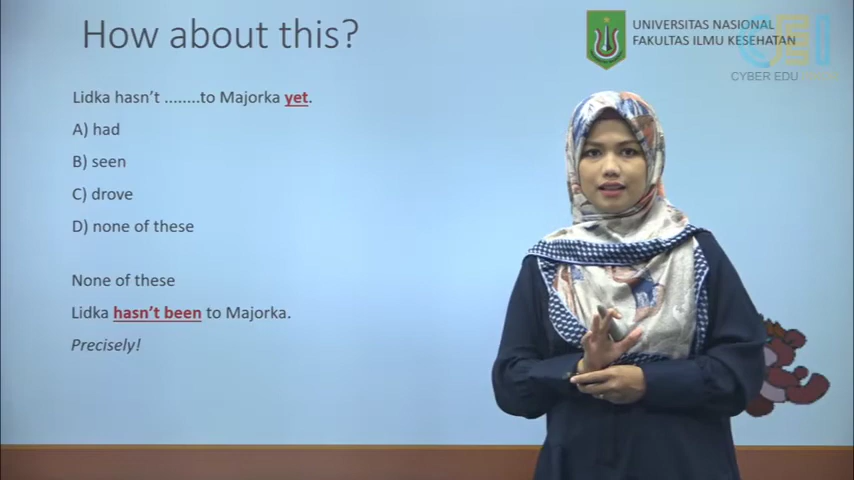 How about this?
UNIVERSITAS NASIONAL
FAKULTAS ILMU KESEHATAN
CYBER EDU
Lidka hasn't ........to Majorka yet.
A) had
B) seen
C) drove
D) none of these
None of these
Lidka hasn't been to Majorka.
Precisely!